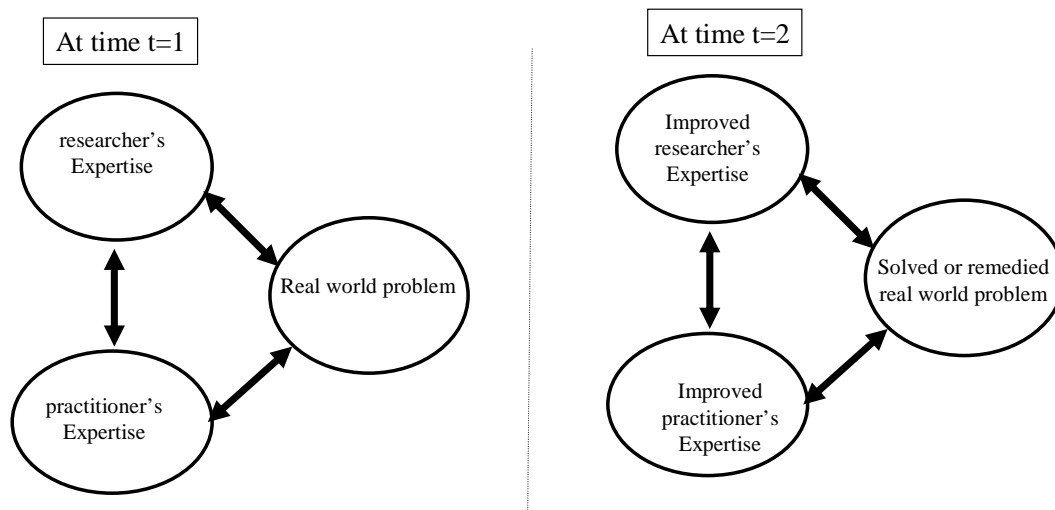 At time t=1
researcher's
Expertise
Real world problem
practitioner's
Expertise
At time t=2
Improved
researcher's
Expertise
Solved or remedied
real world problem
Improved
practitioner's
Expertise